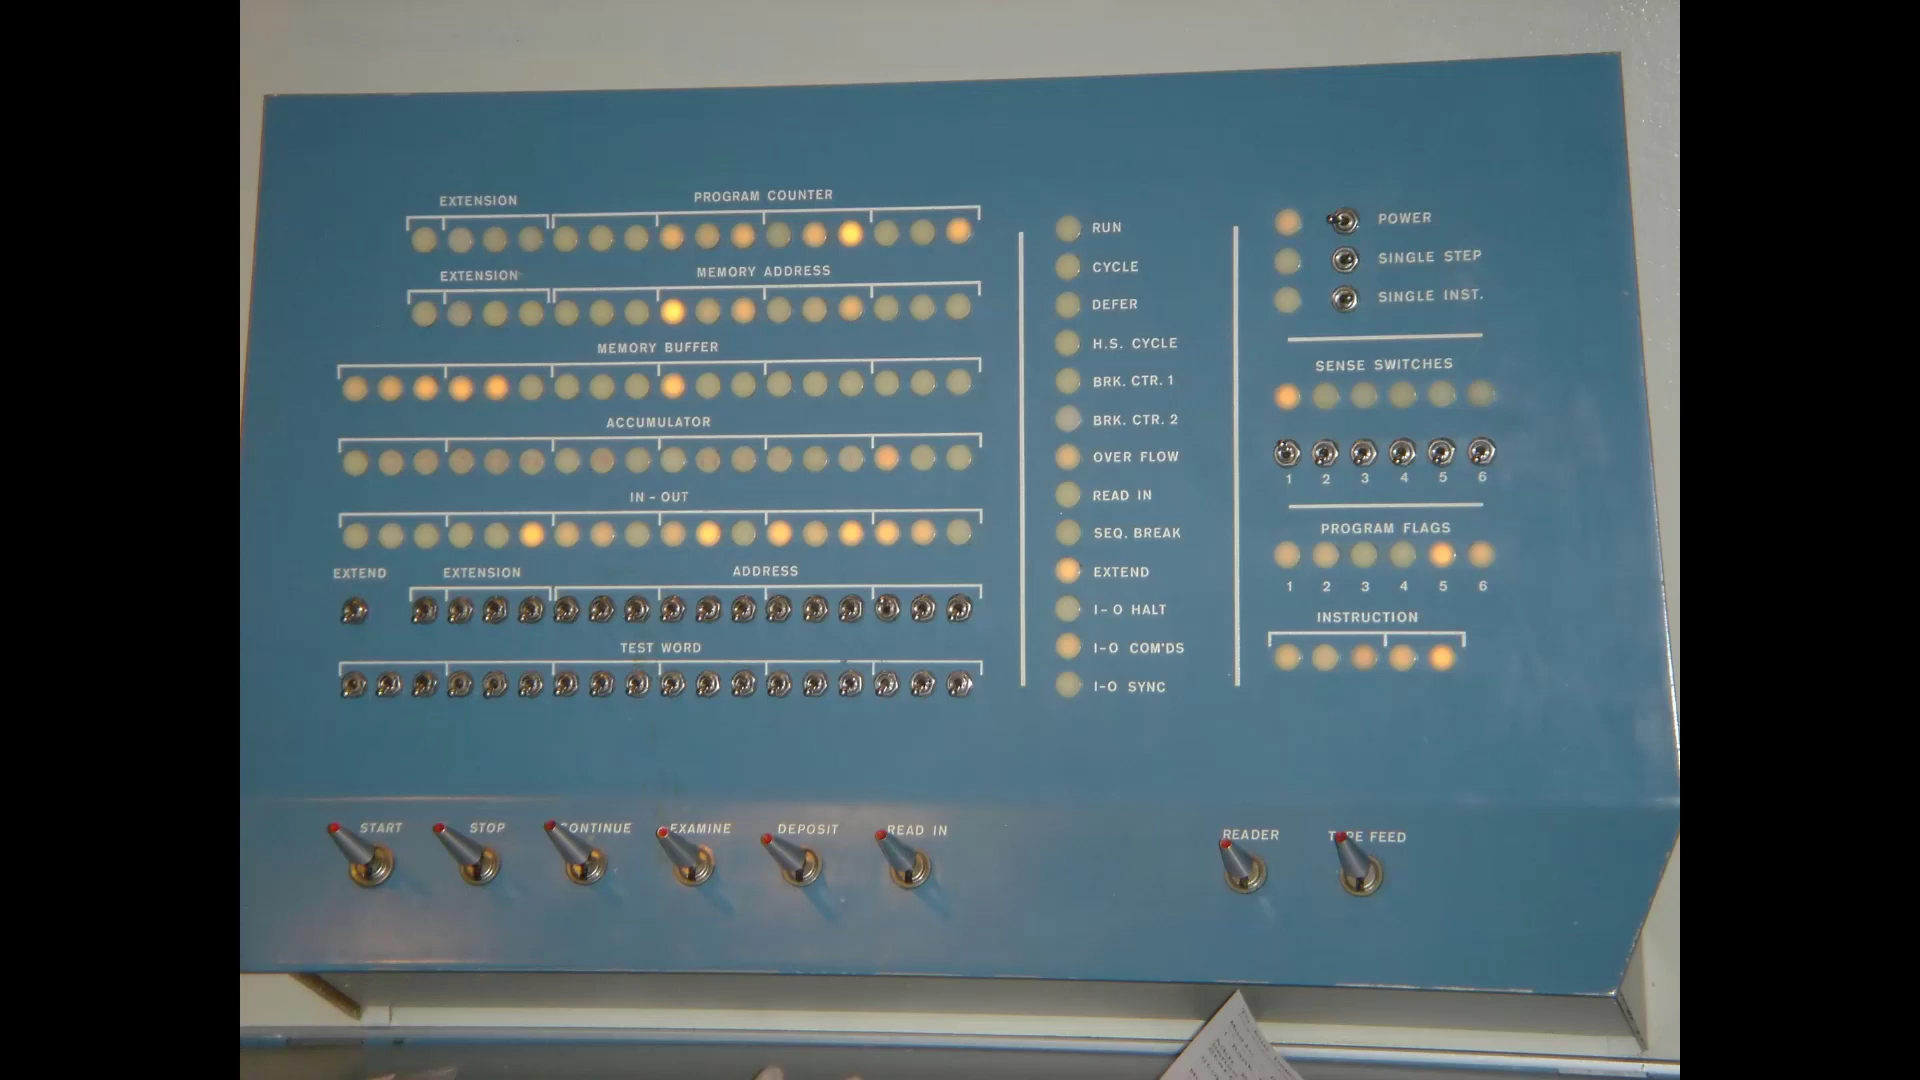 EXTENSION PROGRAM COUNTER
EXTENSION MEMORY ADDRESS
MEMORY BUFFER
ACCUMULATOR
IN-OUT
EXTEND EXTENSION ADDRESS
TEST WORD
RUN
CYCLE
DEFER
H.S. CYCLE
BRK. CTR. 1
BRK. CTR. 2
OVER FLOW
READ IN
SEQ. BREAK
EXTEND
I-O HALT
I-O COM'DS
I-O SYNC
POWER
SINGLE STEP
SINGLE INST.
SENSE SWITCHES
1 2 3 4 5 6
PROGRAM FLAGS
1 2 3 4 5 6
INSTRUCTION
START STOP CONTINUE EXAMINE DEPOSIT READ IN READER TAPE FEED